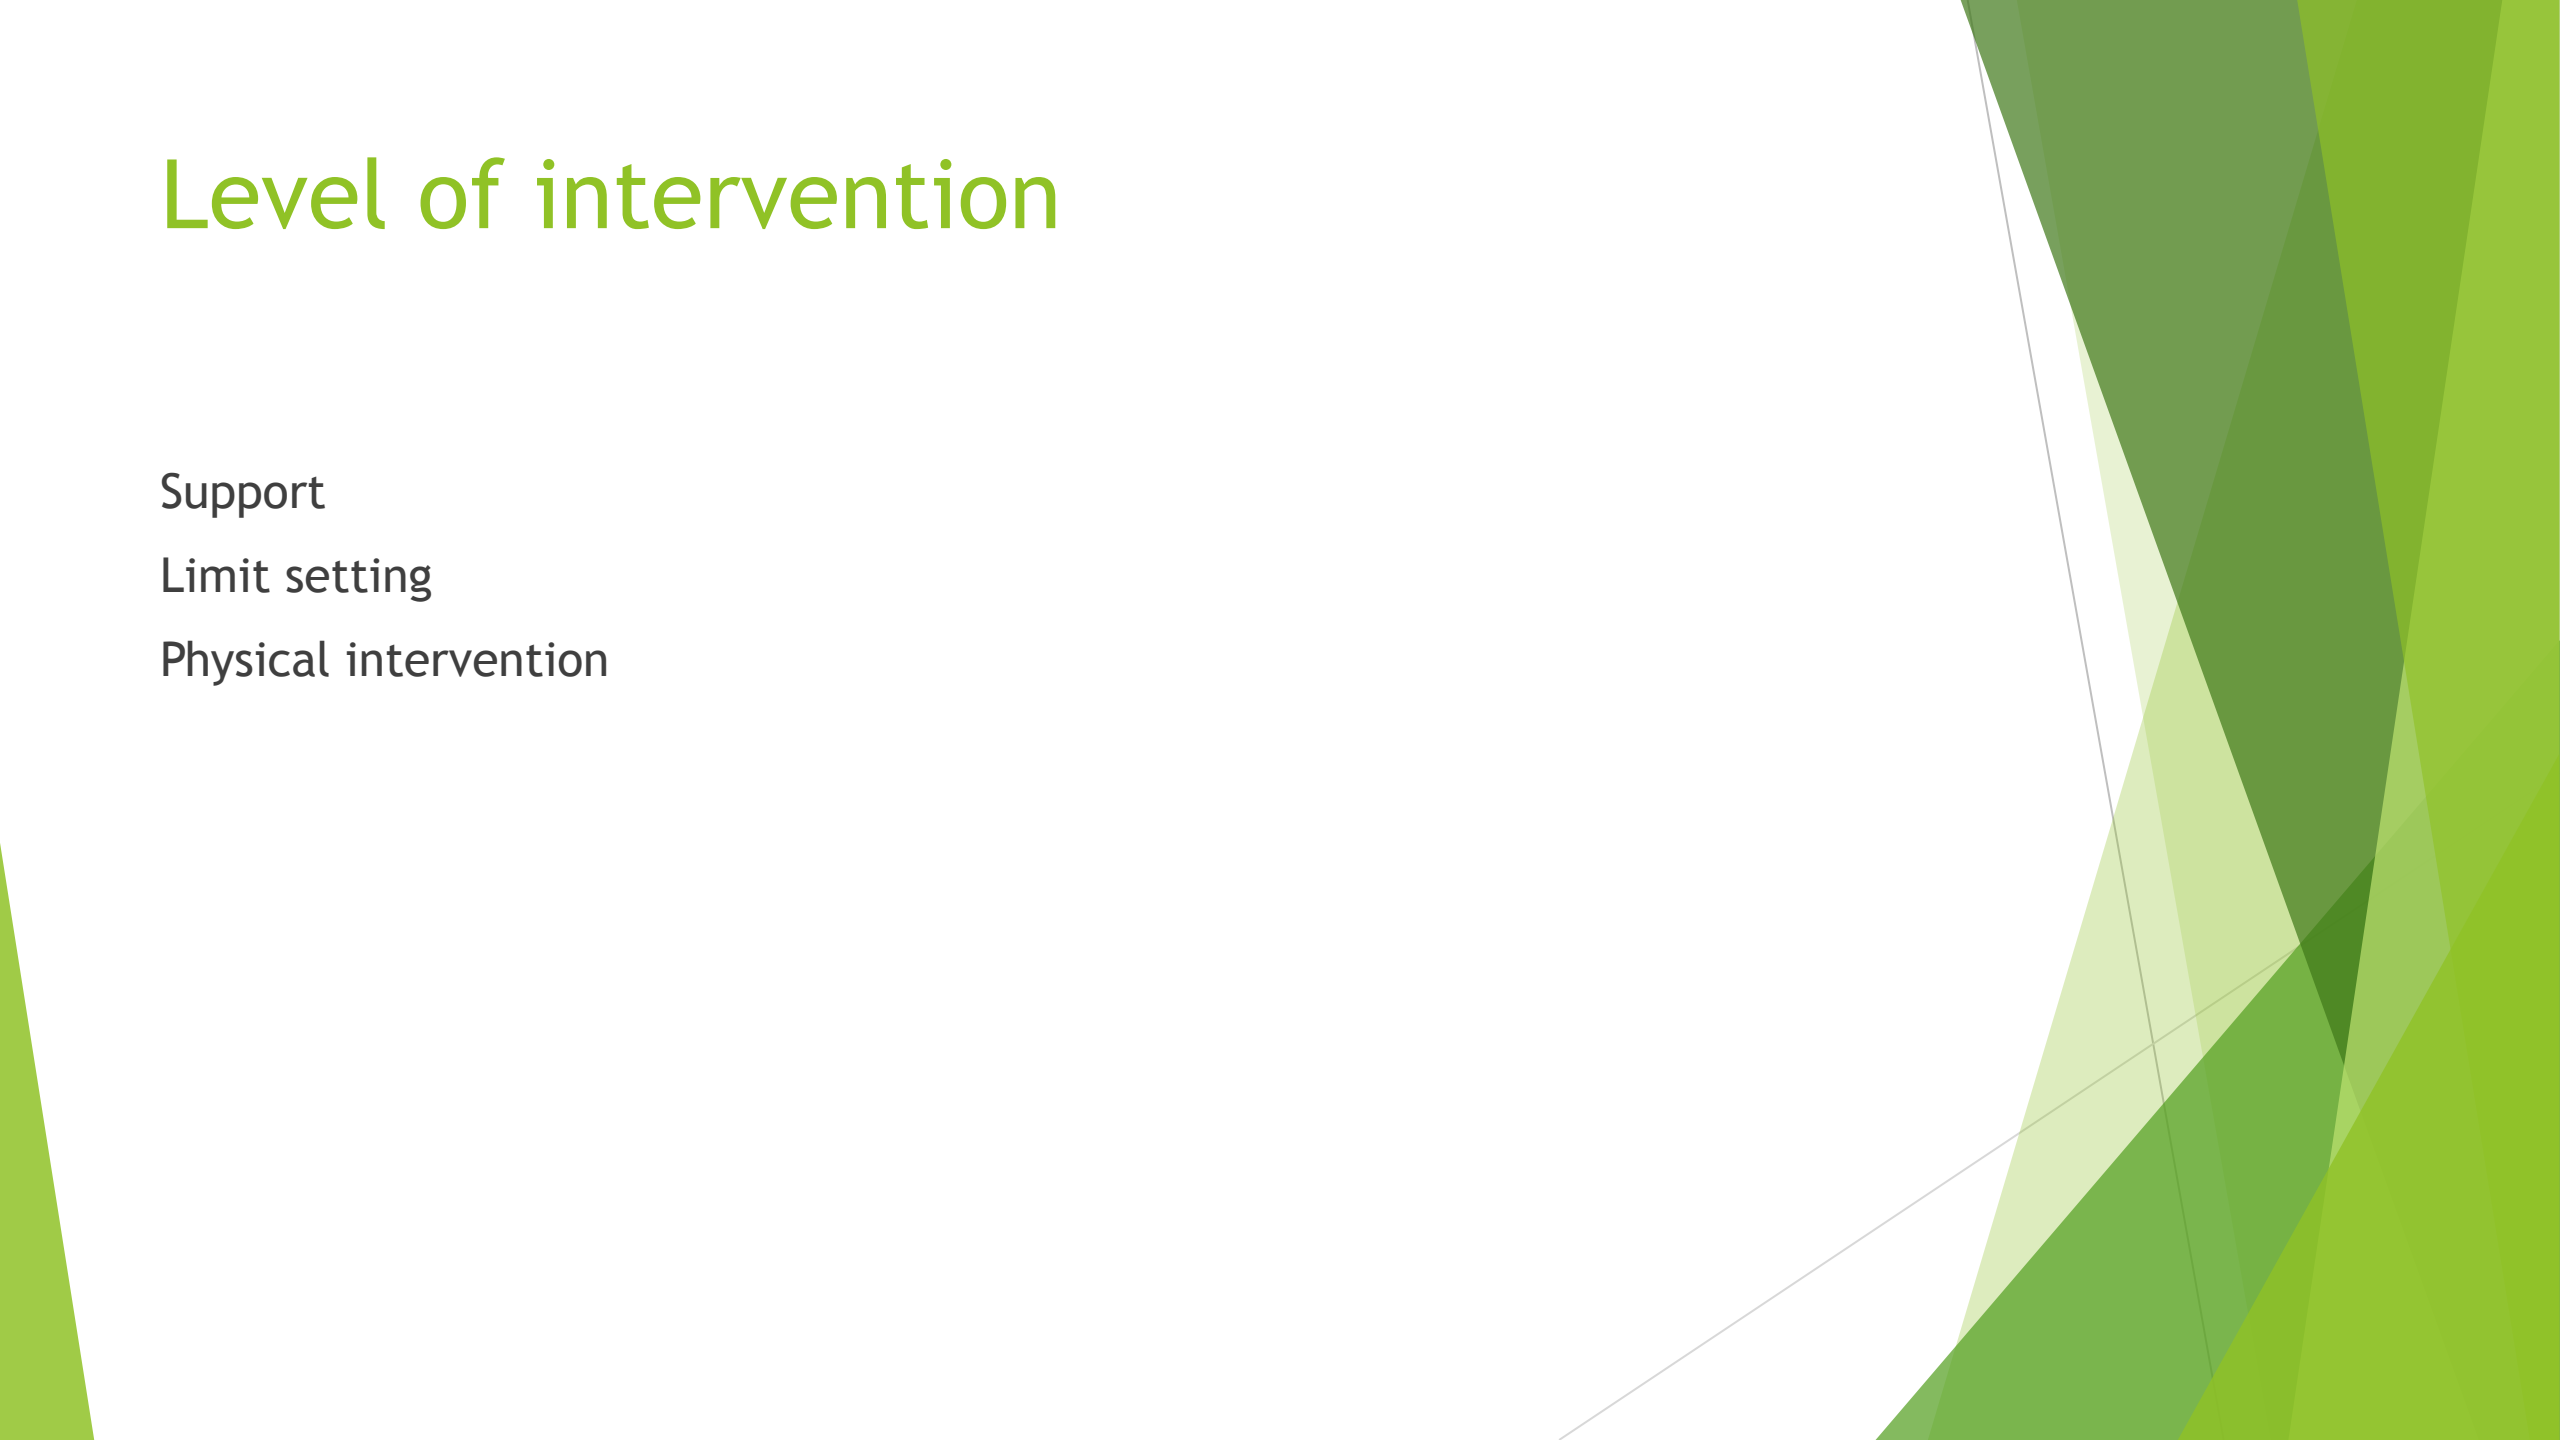 Level of intervention
Support
Limit setting
Physical intervention